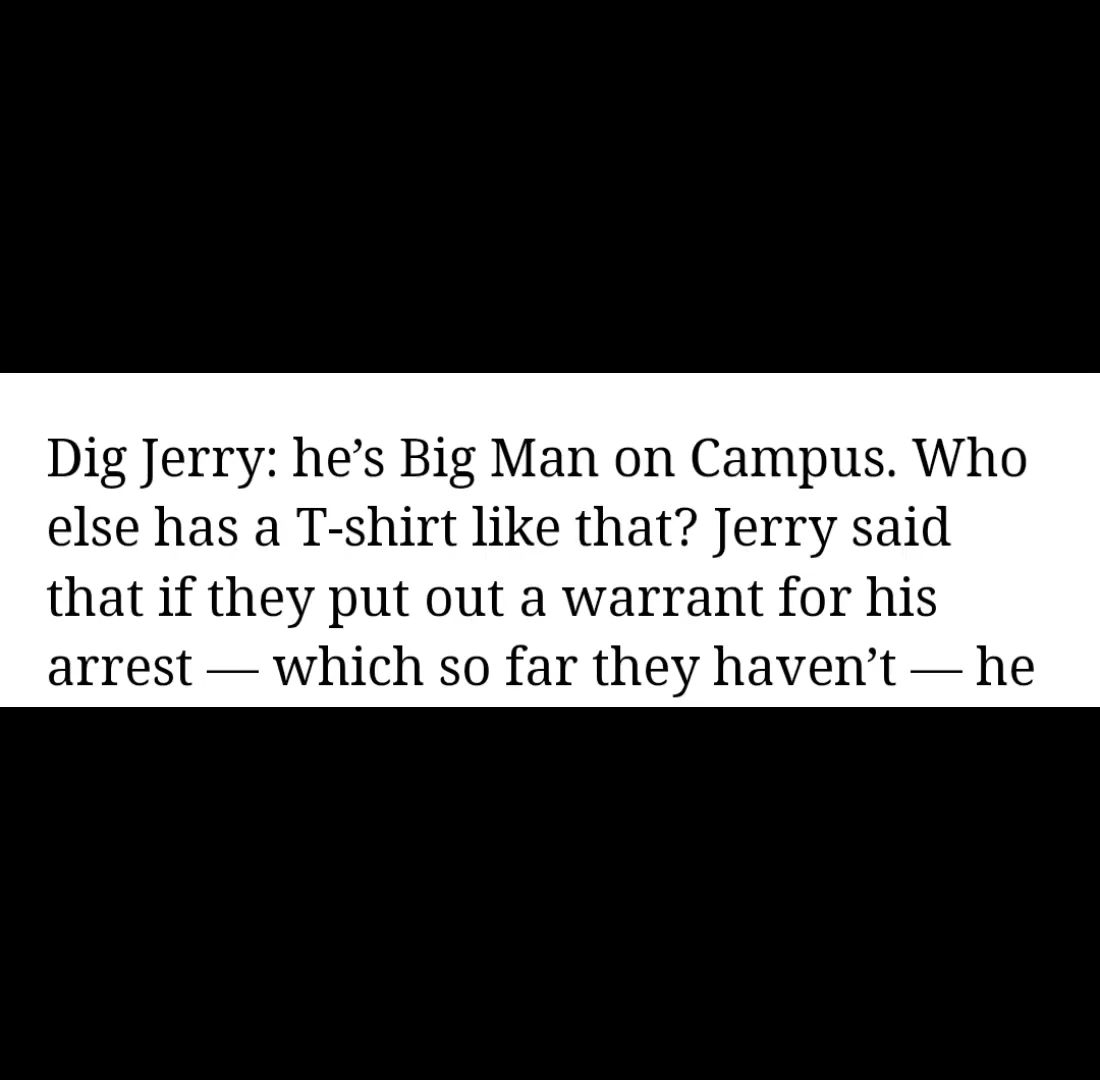 Dig Jerry: he’s Big Man on Campus. Who
else has a T-shirt like that? Jerry said
that if they put out a warrant for his
arrest — which so far they haven’t — he